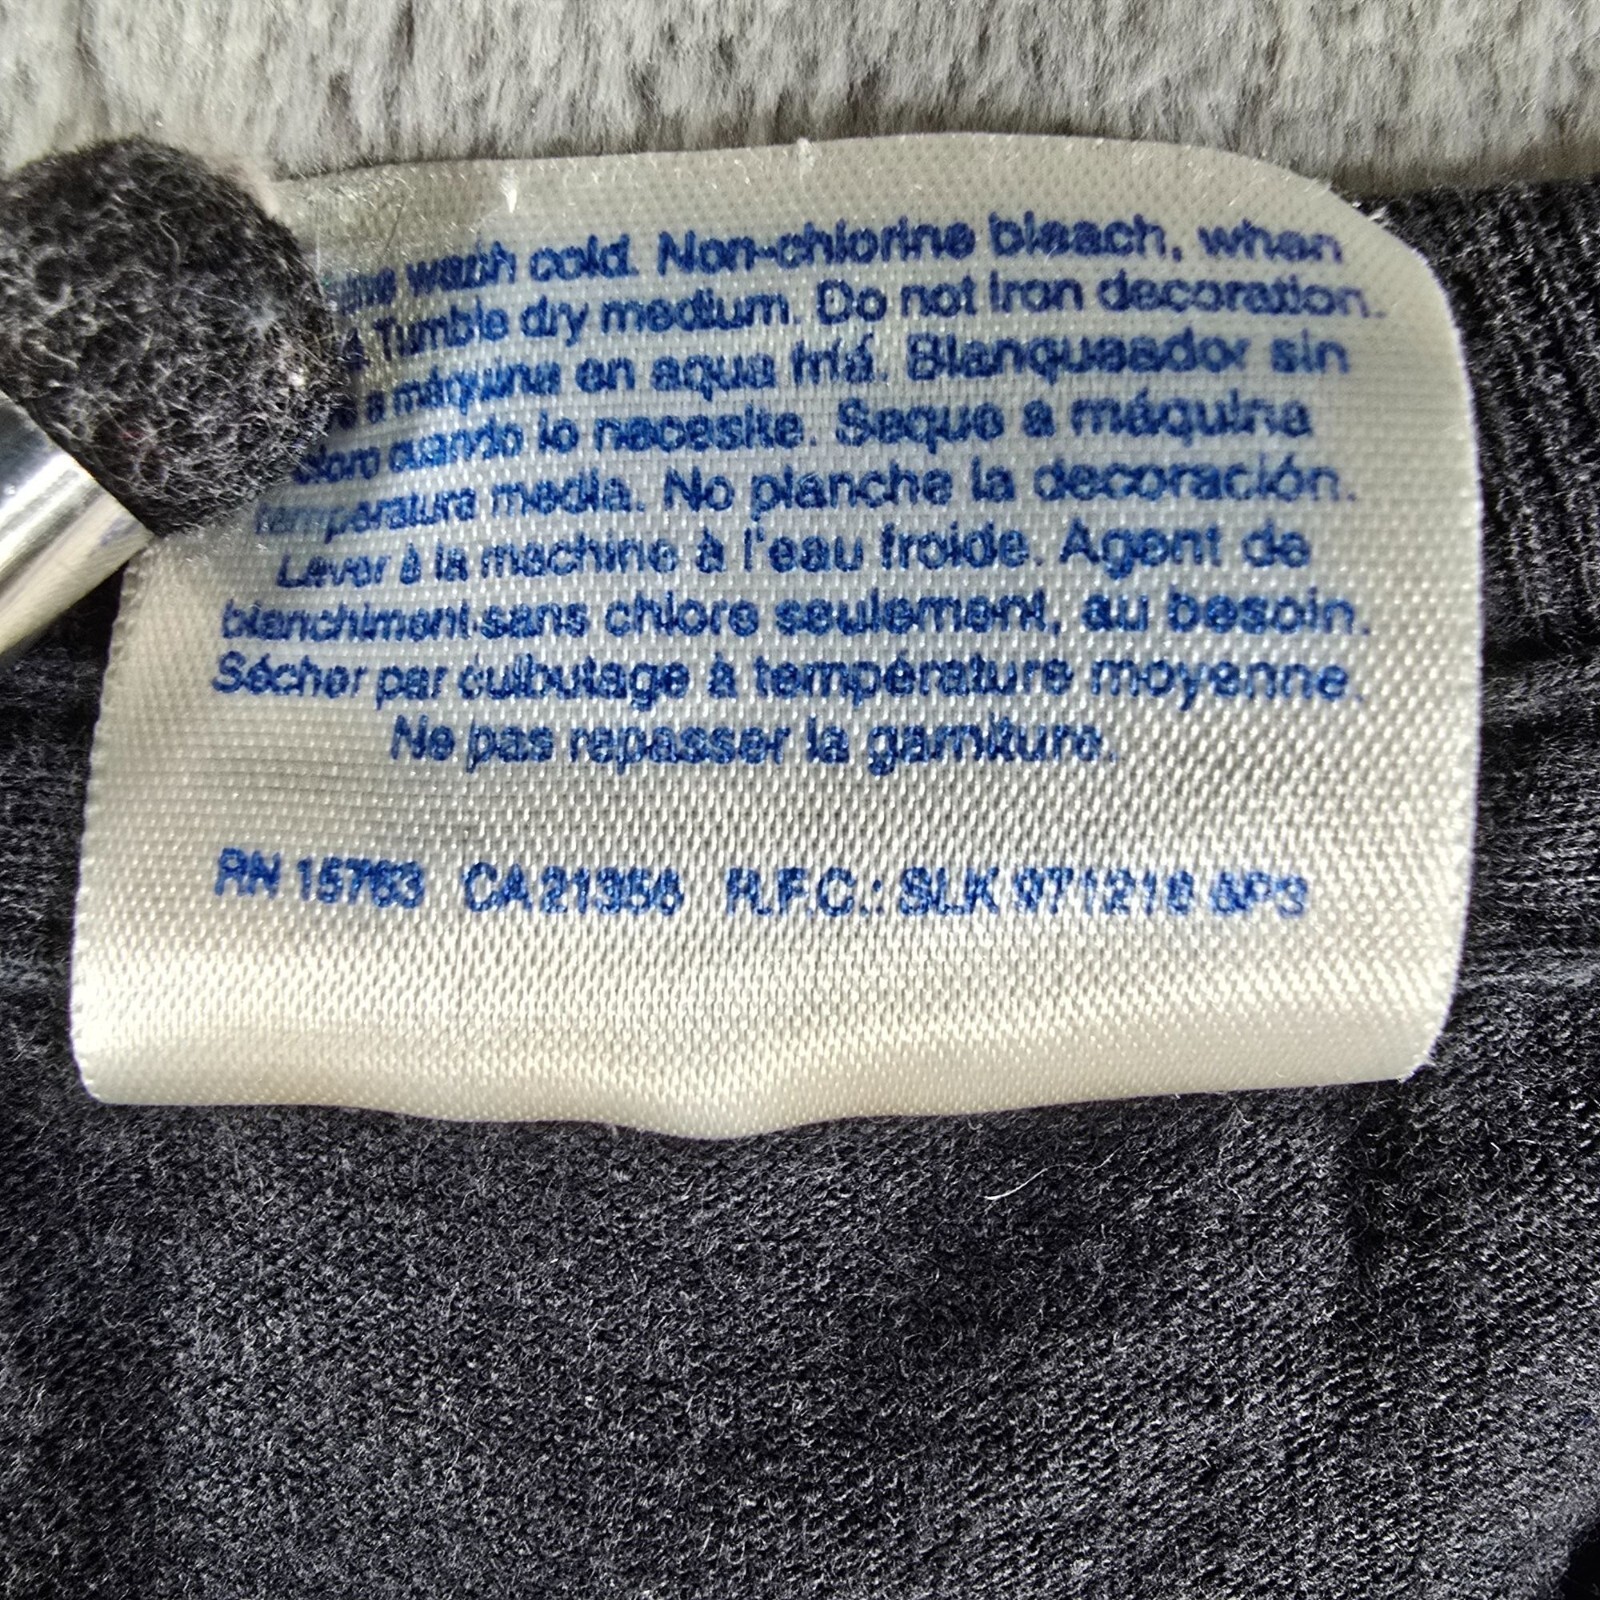 wash cold. Non-chlorine bleach, when
Tumble dry medium. Do not iron decoration.
a máquina en aqua fría. Blanqueador sin
cloro cuando lo necesite. Seque a máquina
temperatura media. No planche la decoración.
Laver à la machine à l'eau froide. Agent de
blanchiment sans chlore seulement, au besoin.
Sécher par culbutage à température moyenne.
Ne pas repasser la garniture.
RN 15763 CA 21356 R.F.C.: SLK 971218